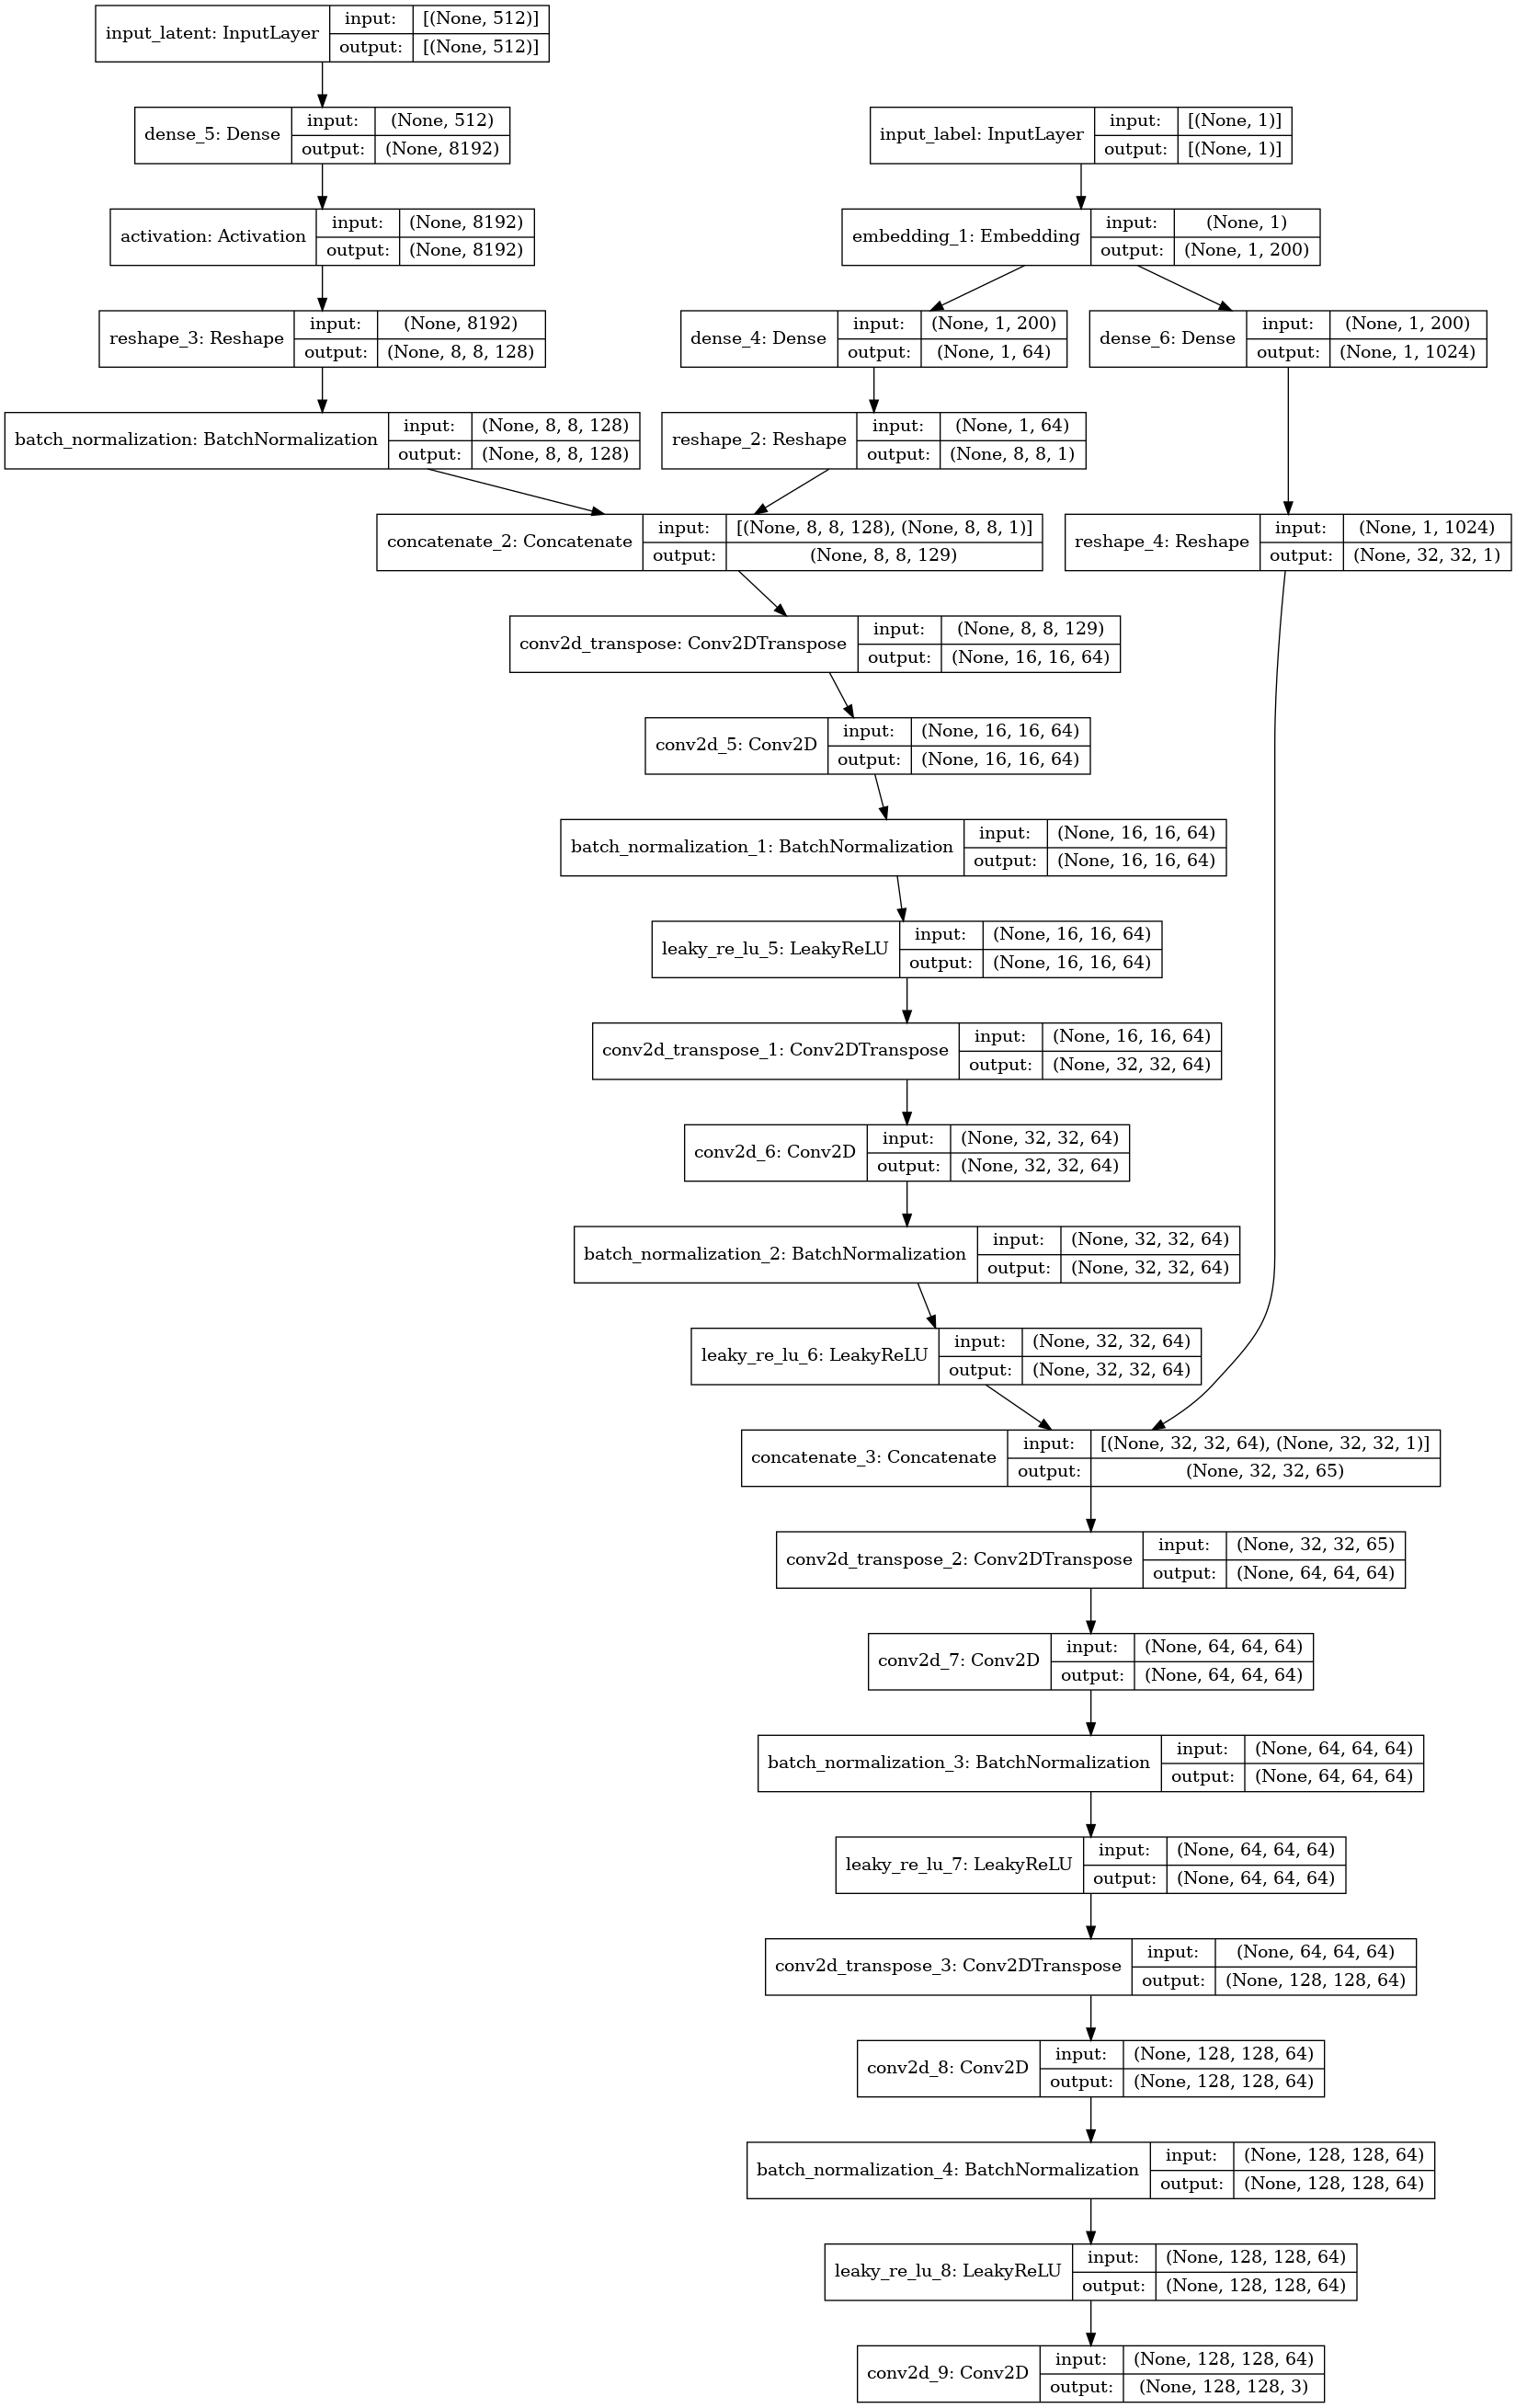 input_latent: InputLayer
input: [(None, 512)]
output: [(None, 512)]
dense_5: Dense
input: (None, 512)
output: (None, 8192)
input_label: InputLayer
input: [(None, 1)]
output: [(None, 1)]
activation: Activation
input: (None, 8192)
output: (None, 8192)
embedding_1: Embedding
input: (None, 1)
output: (None, 1, 200)
reshape_3: Reshape
input: (None, 8192)
output: (None, 8, 8, 128)
dense_4: Dense
input: (None, 1, 200)
output: (None, 1, 64)
dense_6: Dense
input: (None, 1, 200)
output: (None, 1, 1024)
batch_normalization: BatchNormalization
input: (None, 8, 8, 128)
output: (None, 8, 8, 128)
reshape_2: Reshape
input: (None, 1, 64)
output: (None, 8, 8, 1)
concatenate_2: Concatenate
input: [(None, 8, 8, 128), (None, 8, 8, 1)]
output: (None, 8, 8, 129)
reshape_4: Reshape
input: (None, 1, 1024)
output: (None, 32, 32, 1)
conv2d_transpose: Conv2DTranspose
input: (None, 8, 8, 129)
output: (None, 16, 16, 64)
conv2d_5: Conv2D
input: (None, 16, 16, 64)
output: (None, 16, 16, 64)
batch_normalization_1: BatchNormalization
input: (None, 16, 16, 64)
output: (None, 16, 16, 64)
leaky_re_lu_5: LeakyReLU
input: (None, 16, 16, 64)
output: (None, 16, 16, 64)
conv2d_transpose_1: Conv2DTranspose
input: (None, 16, 16, 64)
output: (None, 32, 32, 64)
conv2d_6: Conv2D
input: (None, 32, 32, 64)
output: (None, 32, 32, 64)
batch_normalization_2: BatchNormalization
input: (None, 32, 32, 64)
output: (None, 32, 32, 64)
leaky_re_lu_6: LeakyReLU
input: (None, 32, 32, 64)
output: (None, 32, 32, 64)
concatenate_3: Concatenate
input: [(None, 32, 32, 64), (None, 32, 32, 1)]
output: (None, 32, 32, 65)
conv2d_transpose_2: Conv2DTranspose
input: (None, 32, 32, 65)
output: (None, 64, 64, 64)
conv2d_7: Conv2D
input: (None, 64, 64, 64)
output: (None, 64, 64, 64)
batch_normalization_3: BatchNormalization
input: (None, 64, 64, 64)
output: (None, 64, 64, 64)
leaky_re_lu_7: LeakyReLU
input: (None, 64, 64, 64)
output: (None, 64, 64, 64)
conv2d_transpose_3: Conv2DTranspose
input: (None, 64, 64, 64)
output: (None, 128, 128, 64)
conv2d_8: Conv2D
input: (None, 128, 128, 64)
output: (None, 128, 128, 64)
batch_normalization_4: BatchNormalization
input: (None, 128, 128, 64)
output: (None, 128, 128, 64)
leaky_re_lu_8: LeakyReLU
input: (None, 128, 128, 64)
output: (None, 128, 128, 64)
conv2d_9: Conv2D
input: (None, 128, 128, 64)
output: (None, 128, 128, 3)